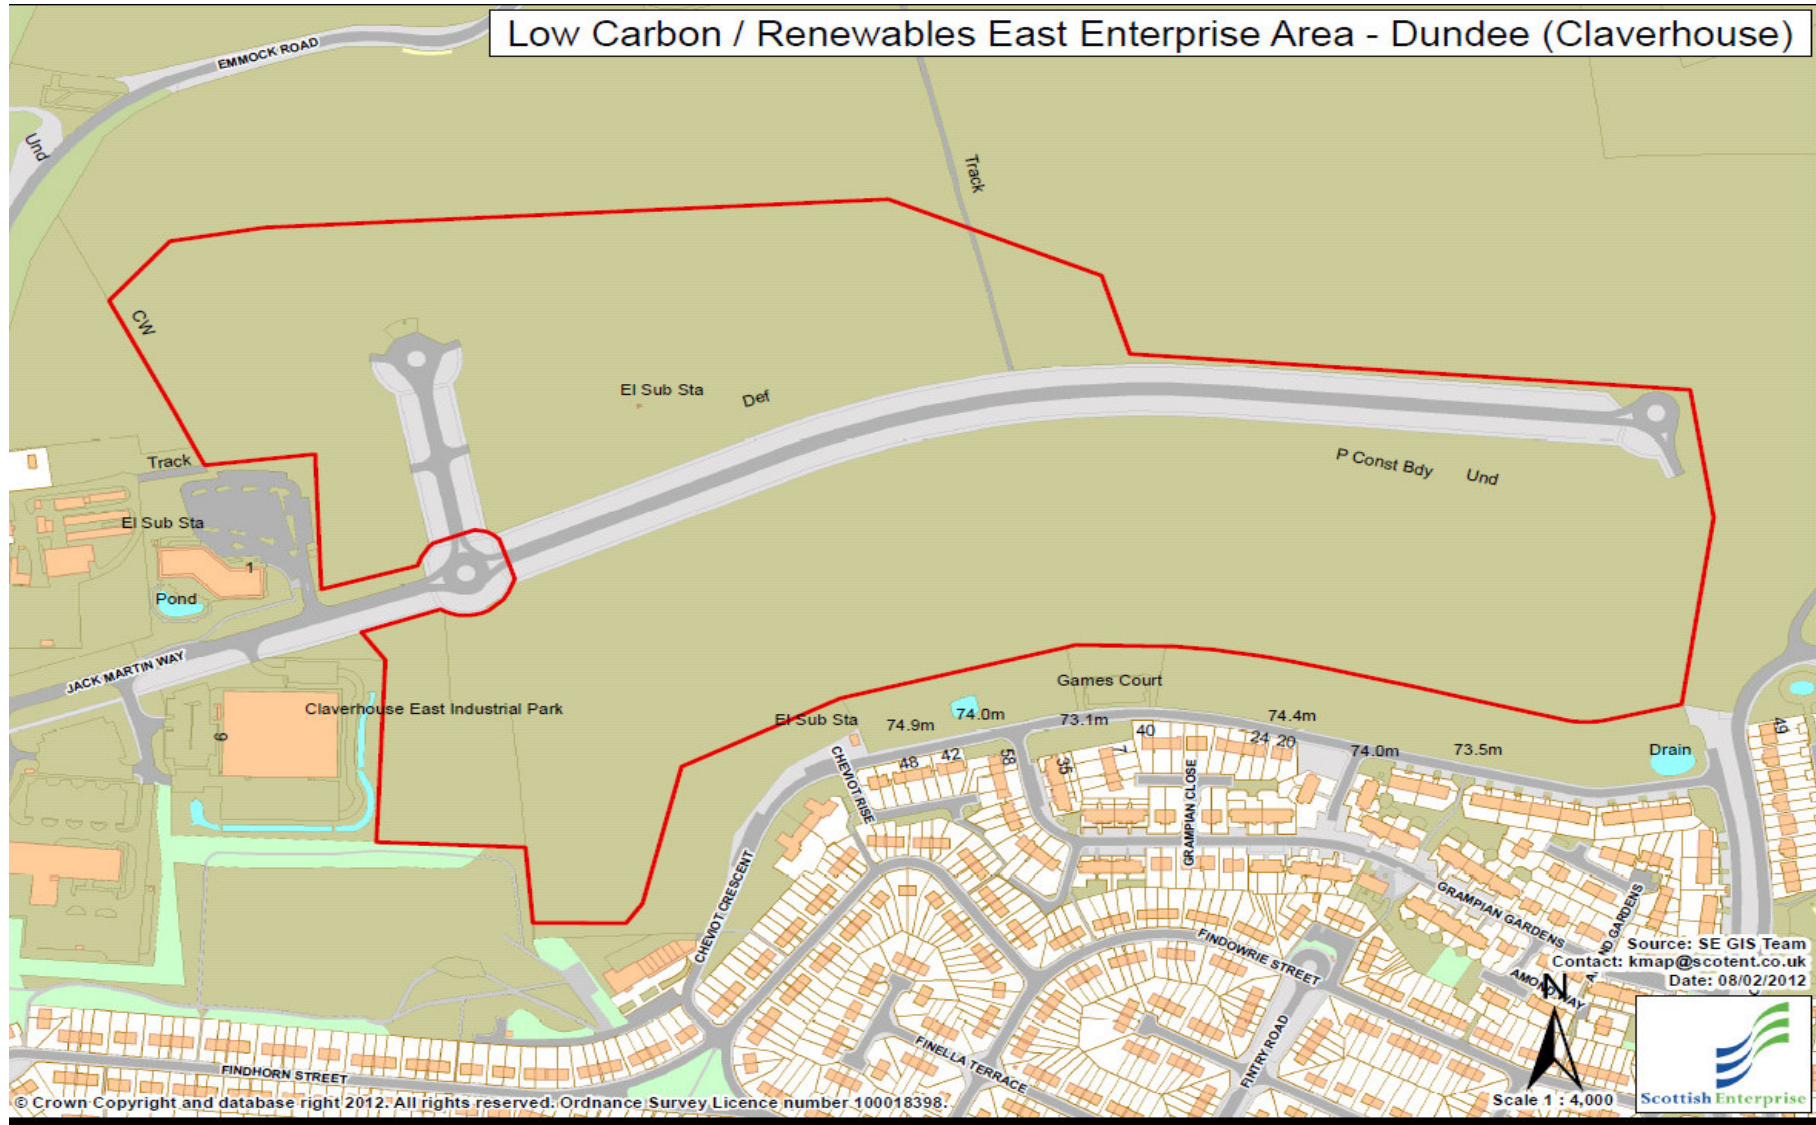 Low Carbon / Renewables East Enterprise Area - Dundee (Claverhouse)
EMMOCK ROAD
Und
Track
CW
El Sub Sta
Def
Track
P Const Bdy
Und
El Sub Sta
1
Pond
JACK MARTIN WAY
Claverhouse East Industrial Park
6
Games Court
El Sub Sta
74.9m
74.0m
73.1m
74.4m
74.0m
73.5m
Drain
49
40
24
20
7
35
58
42
48
CHEVIOT RISE
GRAMPIAN CLOSE
CHEVIOT CRESCENT
GRAMPIAN GARDENS
FINDOWRIE STREET
AMOND WAY
ND GARDENS
FINELLA TERRACE
FINTRY ROAD
FINDHORN STREET
Source: SE GIS Team
Contact: kmap@scotent.co.uk
Date: 08/02/2012
N
Scale 1 : 4,000
Scottish Enterprise
© Crown Copyright and database right 2012. All rights reserved. Ordnance Survey Licence number 100018398.